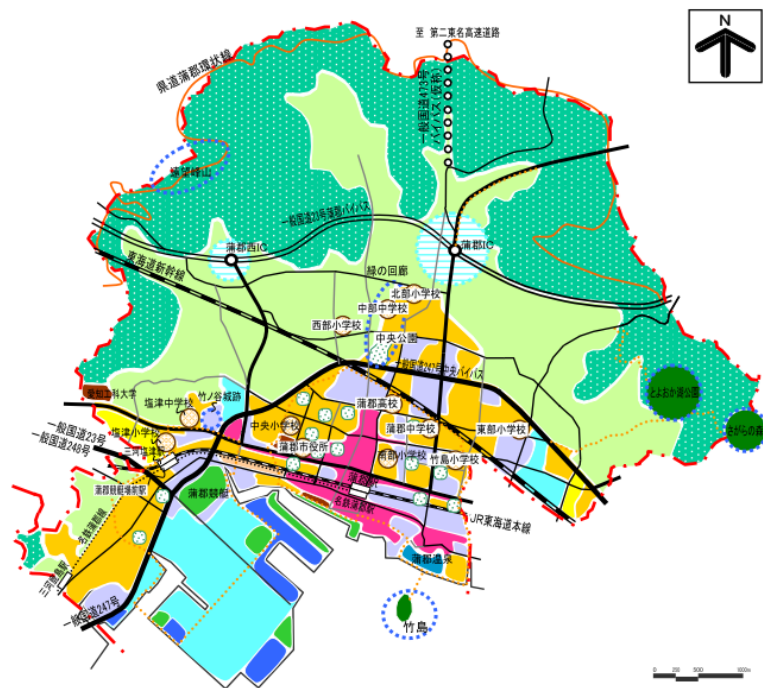 N
至 第二東名高速道路
一般国道473号
バイパス(仮称)
県道蒲郡環状線
一般国道23号蒲郡バイパス
蒲郡西IC
蒲郡IC
東海道新幹線
緑の回廊
北部小学校
中部中学校
西部小学校
中央公園
一般国道247号中央バイパス
とよおか湖公園
さがらの森
愛知工科大学
竹ノ谷城跡
塩津中学校
蒲郡高校
一般国道23号
一般国道248号
塩津小学校
中央小学校
蒲郡中学校
東部小学校
三河塩津駅
蒲郡市役所
南部小学校
竹島小学校
蒲郡競艇場前駅
蒲郡競艇
蒲郡駅
名鉄蒲郡駅
JR東海道本線
名鉄蒲郡線
蒲郡温泉
三河鹿島駅
一般国道247号
竹島
0
500
1000m